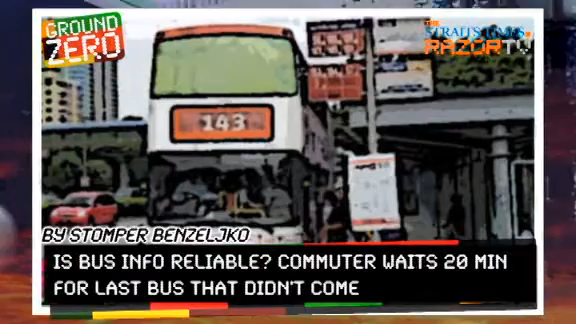 GROUND
ZERO
THE
STRAITS TIMES
RAZORTV
143
BY STOMPER BENZELJKO
IS BUS INFO RELIABLE? COMMUTER WAITS 20 MIN
FOR LAST BUS THAT DIDN'T COME